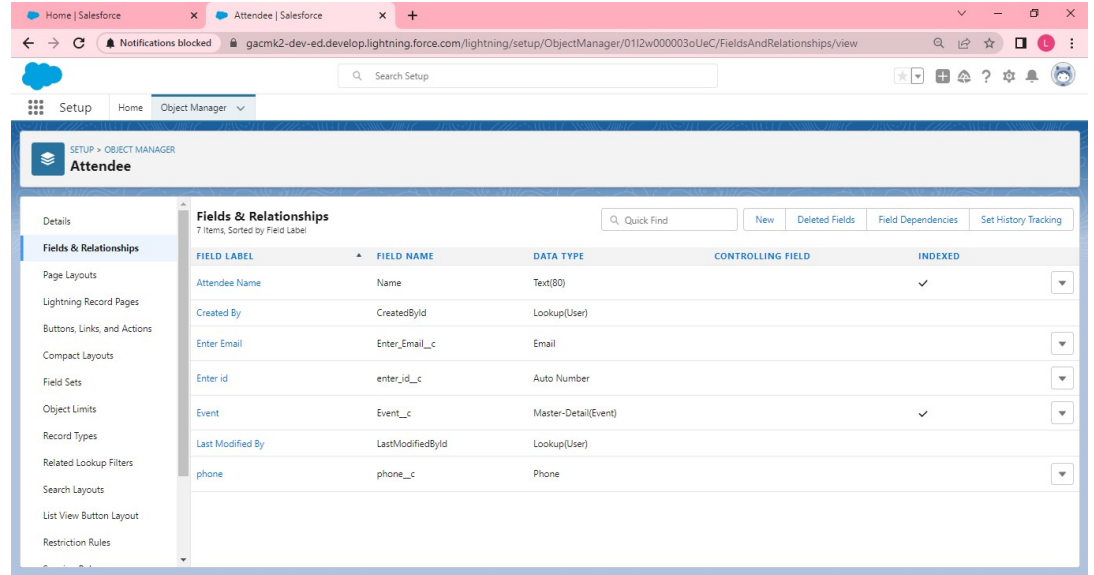 Home | Salesforce
Attendee | Salesforce
Notifications blocked
gacmk2-dev-ed.develop.lightning.force.com/lightning/setup/ObjectManager/01I2w000003oUeC/FieldsAndRelationships/view
L
Search Setup
Setup Home Object Manager
SETUP > OBJECT MANAGER
Attendee
Details
Fields & Relationships
Page Layouts
Lightning Record Pages
Buttons, Links, and Actions
Compact Layouts
Field Sets
Object Limits
Record Types
Related Lookup Filters
Search Layouts
List View Button Layout
Restriction Rules
Fields & Relationships
7 Items, Sorted by Field Label
Quick Find New Deleted Fields Field Dependencies Set History Tracking
FIELD LABEL FIELD NAME DATA TYPE CONTROLLING FIELD INDEXED
Attendee Name Name Text(80)
Created By CreatedById Lookup(User)
Enter Email Enter_Email__c Email
Enter id enter_id__c Auto Number
Event Event__c Master-Detail(Event)
Last Modified By LastModifiedById Lookup(User)
phone phone__c Phone